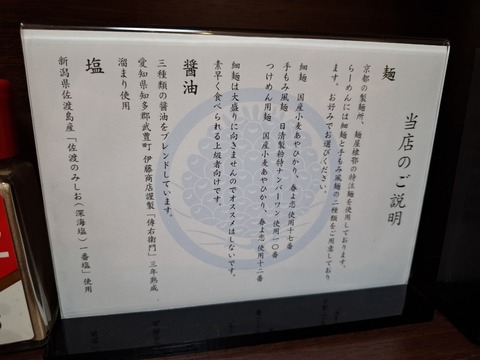 当店のご説明
麺
京都の製麺所、麺屋棣鄂の特注麺を使用しております。
らーめんには細麺と手もみ風麺の二種類をご用意しており
ます。お好みでお選びください。
細麺 国産小麦あやひかり、春よ恋 使用 十七番
手もみ風麺 日清製粉特ナンバーワン 使用 一〇番
つけめん用麺 国産小麦あやひかり、春よ恋 使用 十二番
細麺は大盛りに向きませんのでオススメはしないです。
素早く食べられる上級者向けです。
醤油
三種類の醤油をブレンドしています。
愛知県知多郡武豊町 伊藤商店謹製「傳右衛門」三年熟成
溜まり使用
塩
新潟県佐渡島産「佐渡のみしお(深海塩)一番塩」使用